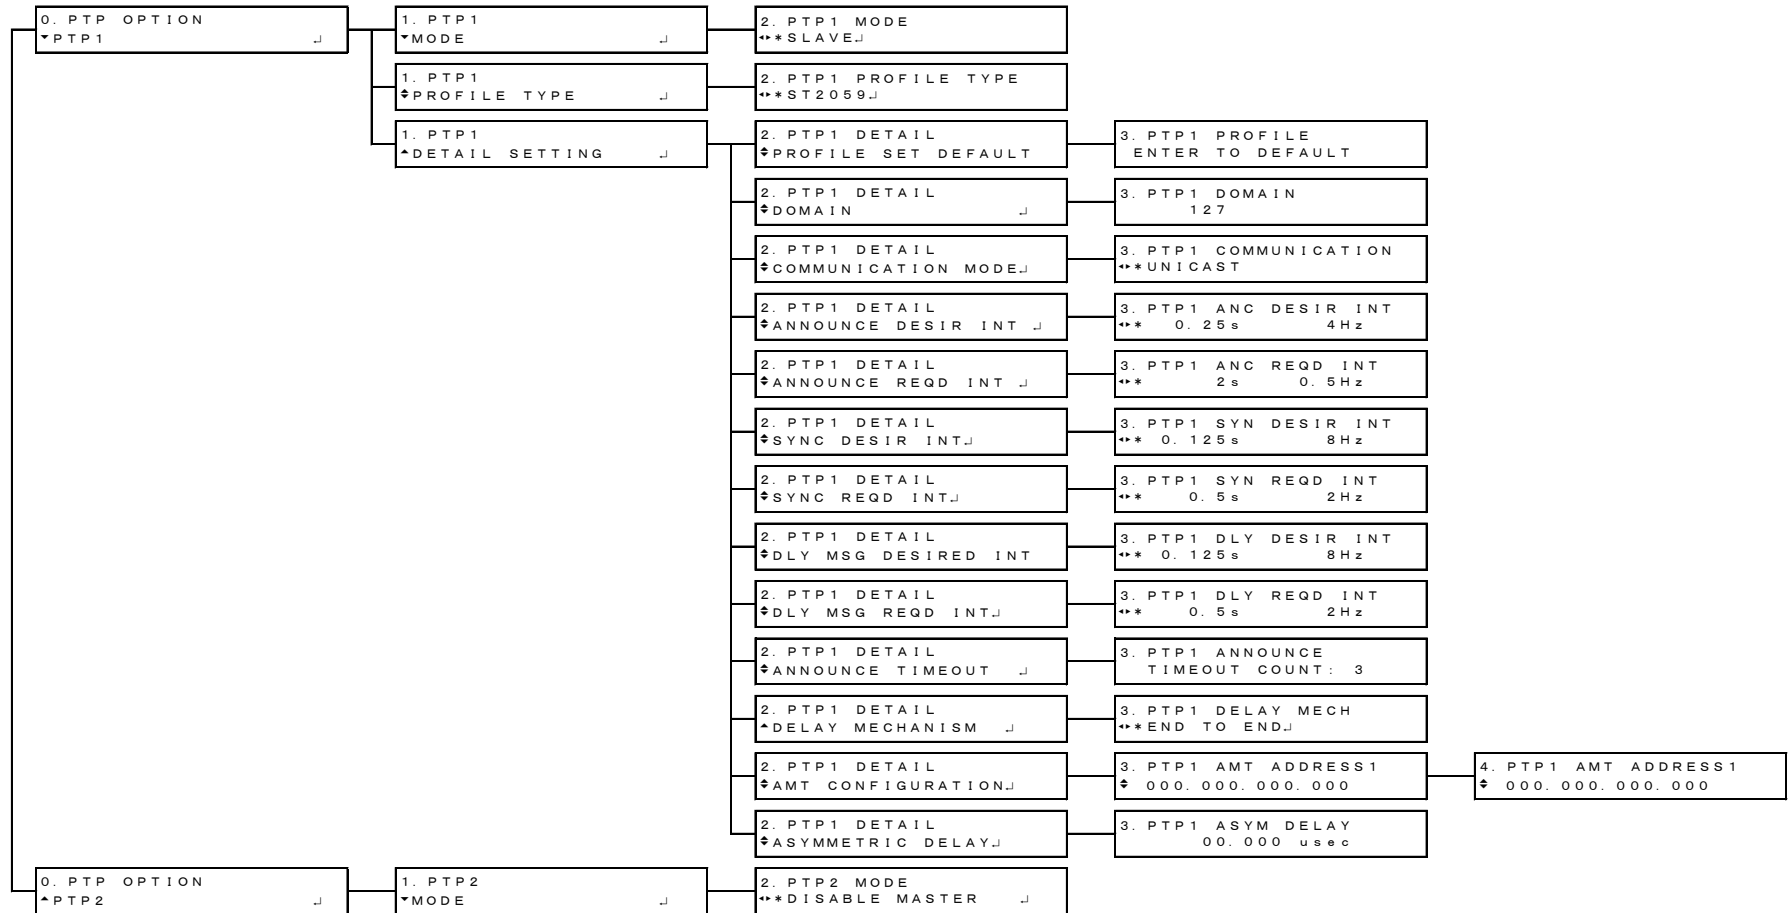 0. PTP OPTION
PTP1 ↵
1. PTP1
MODE ↵
2. PTP1 MODE
*SLAVE↵
1. PTP1
PROFILE TYPE ↵
2. PTP1 PROFILE TYPE
*ST2059↵
1. PTP1
DETAIL SETTING ↵
2. PTP1 DETAIL
PROFILE SET DEFAULT
3. PTP1 PROFILE
ENTER TO DEFAULT
2. PTP1 DETAIL
DOMAIN ↵
3. PTP1 DOMAIN
127
2. PTP1 DETAIL
COMMUNICATION MODE↵
3. PTP1 COMMUNICATION
*UNICAST
2. PTP1 DETAIL
ANNOUNCE DESIR INT ↵
3. PTP1 ANC DESIR INT
* 0.25s 4Hz
2. PTP1 DETAIL
ANNOUNCE REQD INT ↵
3. PTP1 ANC REQD INT
* 2s 0.5Hz
2. PTP1 DETAIL
SYNC DESIR INT↵
3. PTP1 SYN DESIR INT
* 0.125s 8Hz
2. PTP1 DETAIL
SYNC REQD INT↵
3. PTP1 SYN REQD INT
* 0.5s 2Hz
2. PTP1 DETAIL
DLY MSG DESIRED INT
3. PTP1 DLY DESIR INT
* 0.125s 8Hz
2. PTP1 DETAIL
DLY MSG REQD INT↵
3. PTP1 DLY REQD INT
* 0.5s 2Hz
2. PTP1 DETAIL
ANNOUNCE TIMEOUT ↵
3. PTP1 ANNOUNCE
TIMEOUT COUNT: 3
2. PTP1 DETAIL
DELAY MECHANISM ↵
3. PTP1 DELAY MECH
*END TO END↵
2. PTP1 DETAIL
AMT CONFIGURATION↵
3. PTP1 AMT ADDRESS1
000.000.000.000
4. PTP1 AMT ADDRESS1
000.000.000.000
2. PTP1 DETAIL
ASYMMETRIC DELAY↵
3. PTP1 ASYM DELAY
00.000 usec
0. PTP OPTION
PTP2 ↵
1. PTP2
MODE ↵
2. PTP2 MODE
*DISABLE MASTER ↵